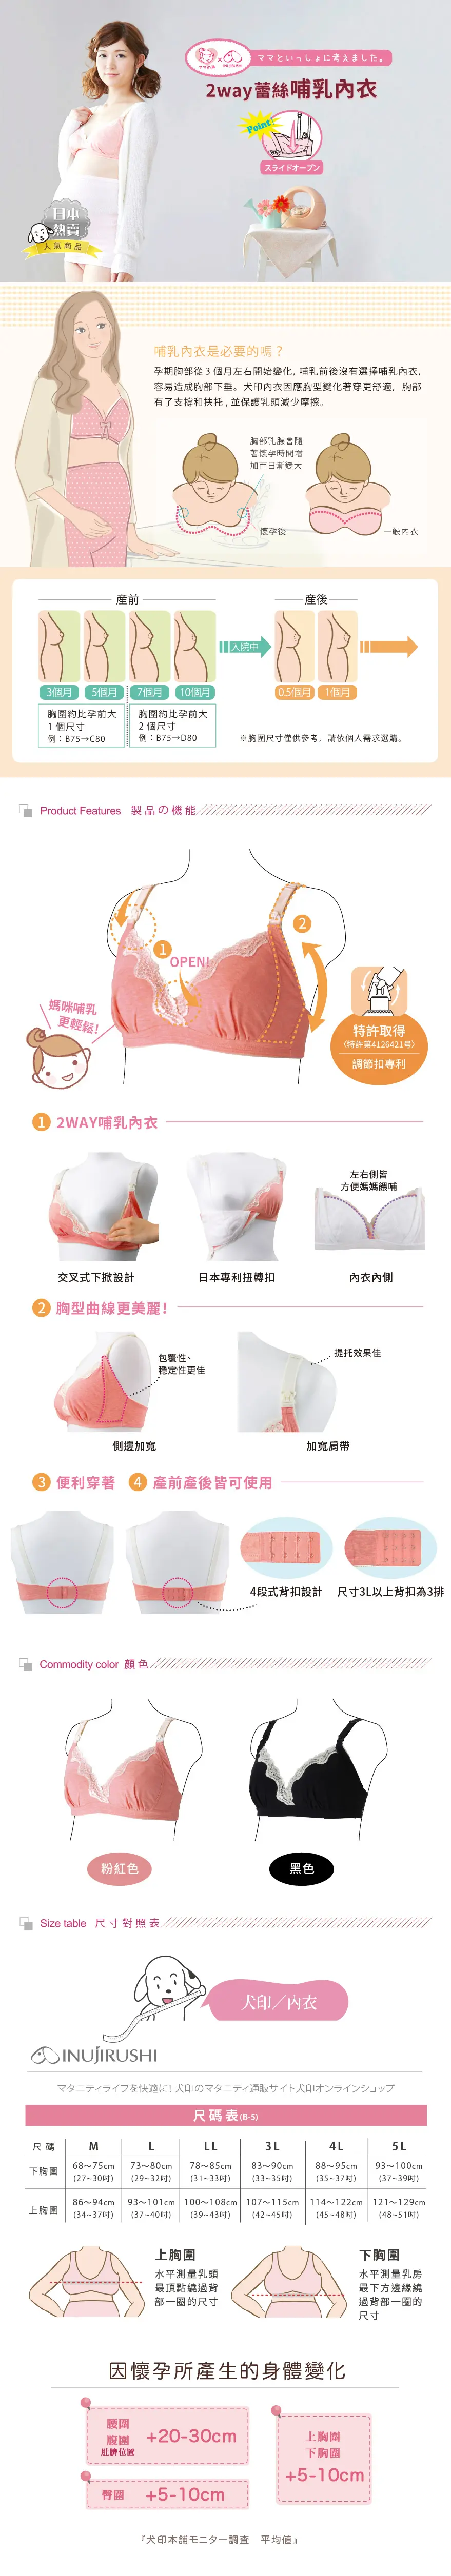 ママといっしょに考えました。
2way蕾絲哺乳內衣
Point
スライドオープン
日本
熱賣
人氣商品
哺乳內衣是必要的嗎？
孕期胸部從３個月左右開始變化, 哺乳前後沒有選擇哺乳內衣,
容易造成胸部下垂。犬印內衣因應胸型變化著穿更舒適，胸部
有了支撐和扶托 , 並保護乳頭減少摩擦。
胸部乳腺會隨
著懷孕時間增
加而日漸變大
懷孕後
一般內衣
産前
産後
入院中
3個月
5個月
7個月
10個月
0.5個月
1個月
胸圍約比孕前大
1 個尺寸
例：B75→C80
胸圍約比孕前大
2 個尺寸
例：B75→D80
※胸圍尺寸僅供參考，請依個人需求選購。
Product Features 製品の機能
1
OPEN!
2
媽咪哺乳
更輕鬆!
特許取得
〈特許第4126421号〉
調節扣專利
1 2WAY哺乳內衣
左右側皆
方便媽媽餵哺
交叉式下掀設計
日本專利扭轉扣
內衣內側
2 胸型曲線更美麗！
包覆性、
穩定性更佳
提托效果佳
側邊加寬
加寬肩帶
3 便利穿著 4 產前產後皆可使用
4段式背扣設計
尺寸3L以上背扣為3排
Commodity color 顏色
粉紅色
黑色
Size table 尺寸對照表
犬印／內衣
INUJIRUSHI
マタニティライフを快適に! 犬印のマタニティ通販サイト犬印オンラインショップ
尺碼表(B-5)
尺碼 M L LL 3L 4L 5L
下胸圍 68～75cm 73～80cm 78～85cm 83～90cm 88～95cm 93～100cm
(27~30吋) (29~32吋) (31~33吋) (33~35吋) (35~37吋) (37~39吋)
上胸圍 86～94cm 93～101cm 100～108cm 107～115cm 114～122cm 121～129cm
(34~37吋) (37~40吋) (39~43吋) (42~45吋) (45~48吋) (48~51吋)
上胸圍
水平測量乳頭
最頂點繞過背
部一圈的尺寸
下胸圍
水平測量乳房
最下方邊緣繞
過背部一圈的
尺寸
因懷孕所產生的身體變化
腰圍
腹圍
肚臍位置
+20-30cm
臀圍 +5-10cm
上胸圍
下胸圍
+5-10cm
『犬印本舗モニター調査 平均値』